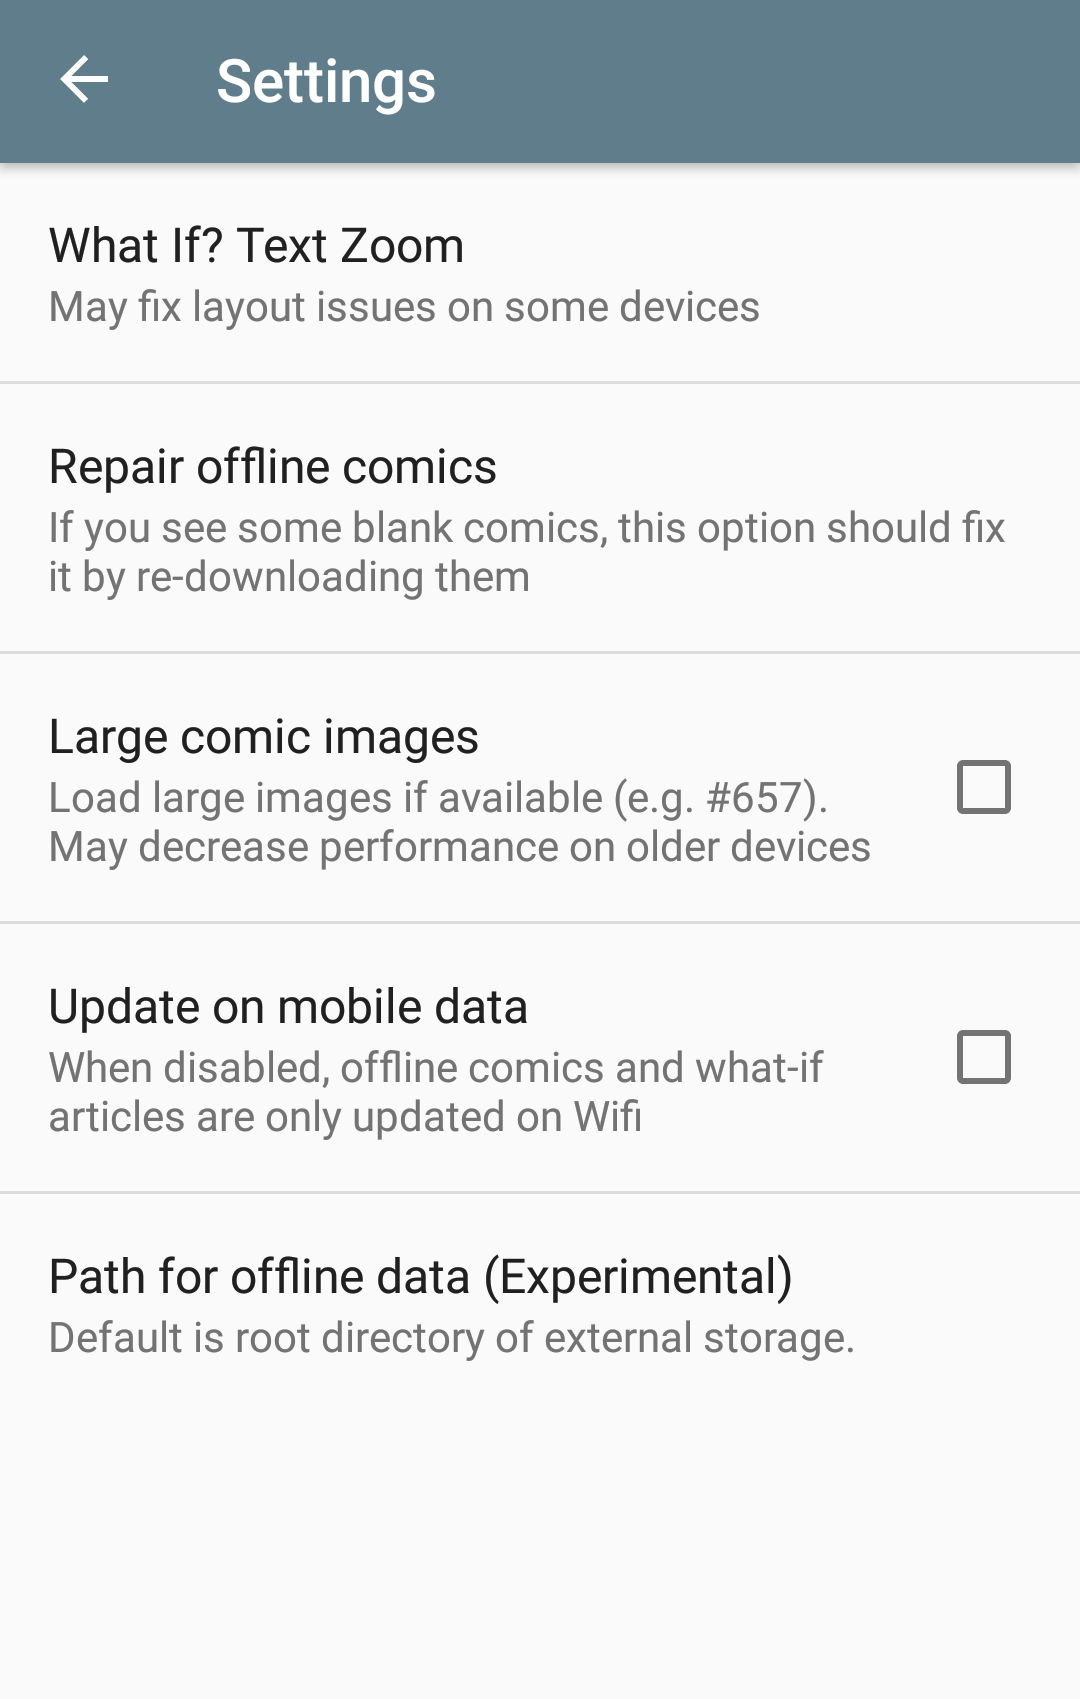 Settings
What If? Text Zoom
May fix layout issues on some devices
Repair offline comics
If you see some blank comics, this option should fix
it by re-downloading them
Large comic images
Load large images if available (e.g. #657).
May decrease performance on older devices
Update on mobile data
When disabled, offline comics and what-if
articles are only updated on Wifi
Path for offline data (Experimental)
Default is root directory of external storage.